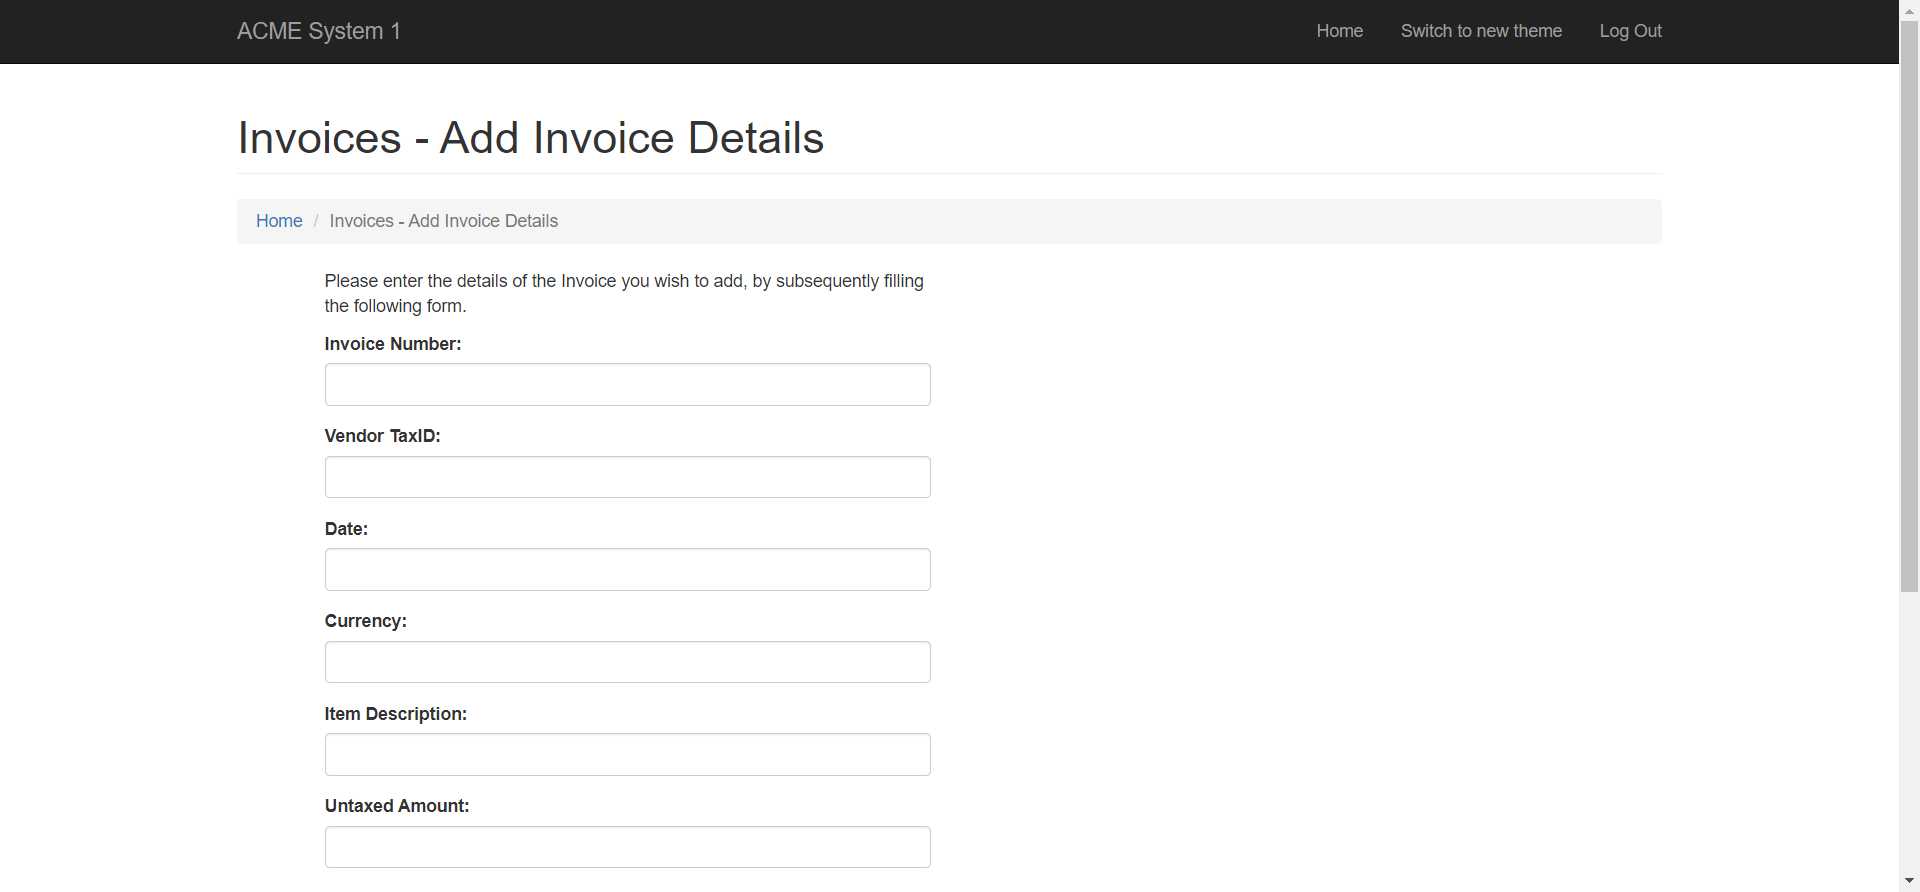 ACME System 1
Home
Switch to new theme
Log Out
Invoices - Add Invoice Details
Home / Invoices - Add Invoice Details
Please enter the details of the Invoice you wish to add, by subsequently filling
the following form.
Invoice Number:
Vendor TaxID:
Date:
Currency:
Item Description:
Untaxed Amount: